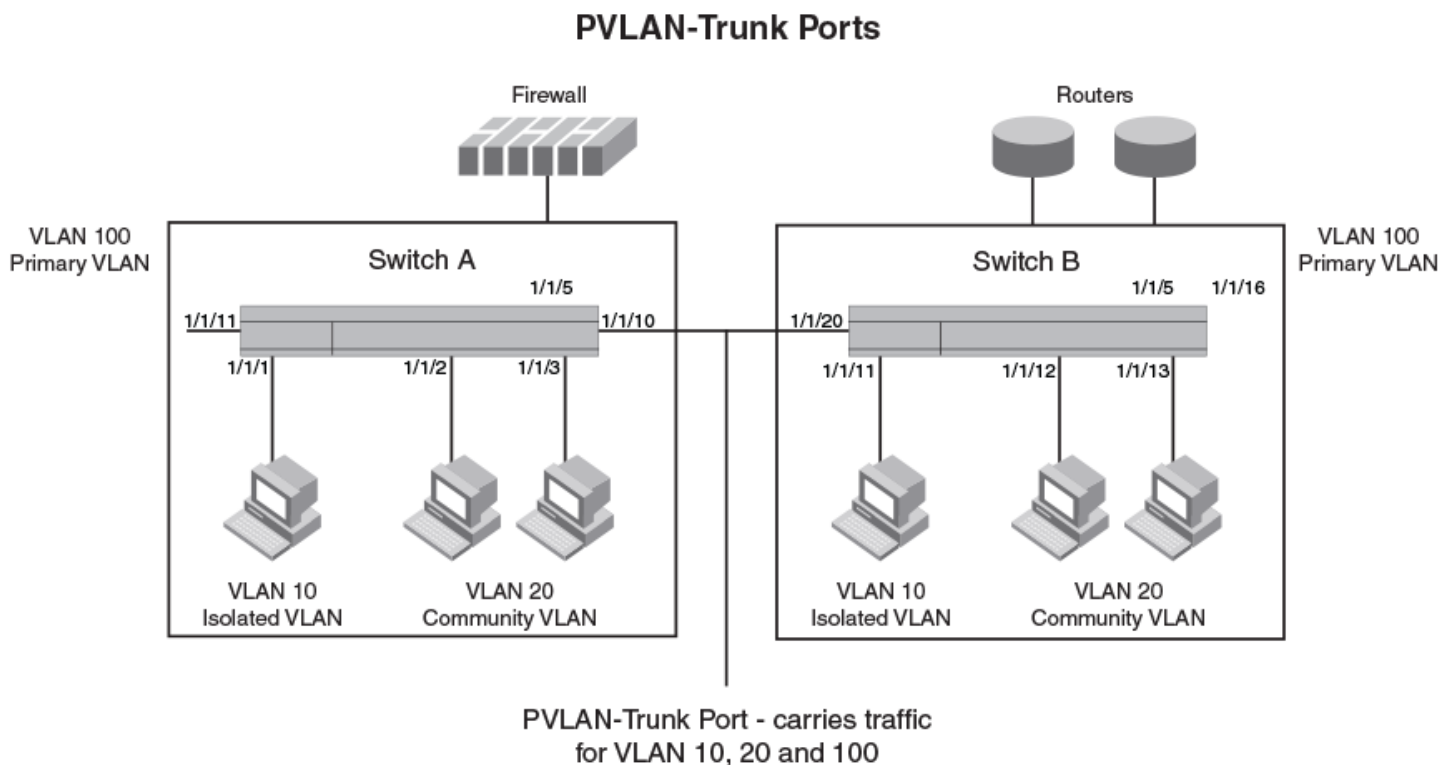 PVLAN-Trunk Ports
Firewall
Routers
VLAN 100
Primary VLAN
Switch A
1/1/5
1/1/11
1/1/10
1/1/1
1/1/2
1/1/3
VLAN 10
Isolated VLAN
VLAN 20
Community VLAN
Switch B
VLAN 100
Primary VLAN
1/1/5
1/1/16
1/1/20
1/1/11
1/1/12
1/1/13
VLAN 10
Isolated VLAN
VLAN 20
Community VLAN
PVLAN-Trunk Port - carries traffic
for VLAN 10, 20 and 100